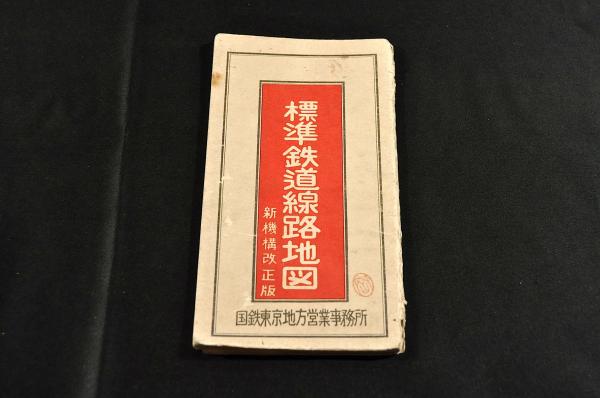 標準鉄道線路地図
新機構改正版
国鉄東京地方営業事務所